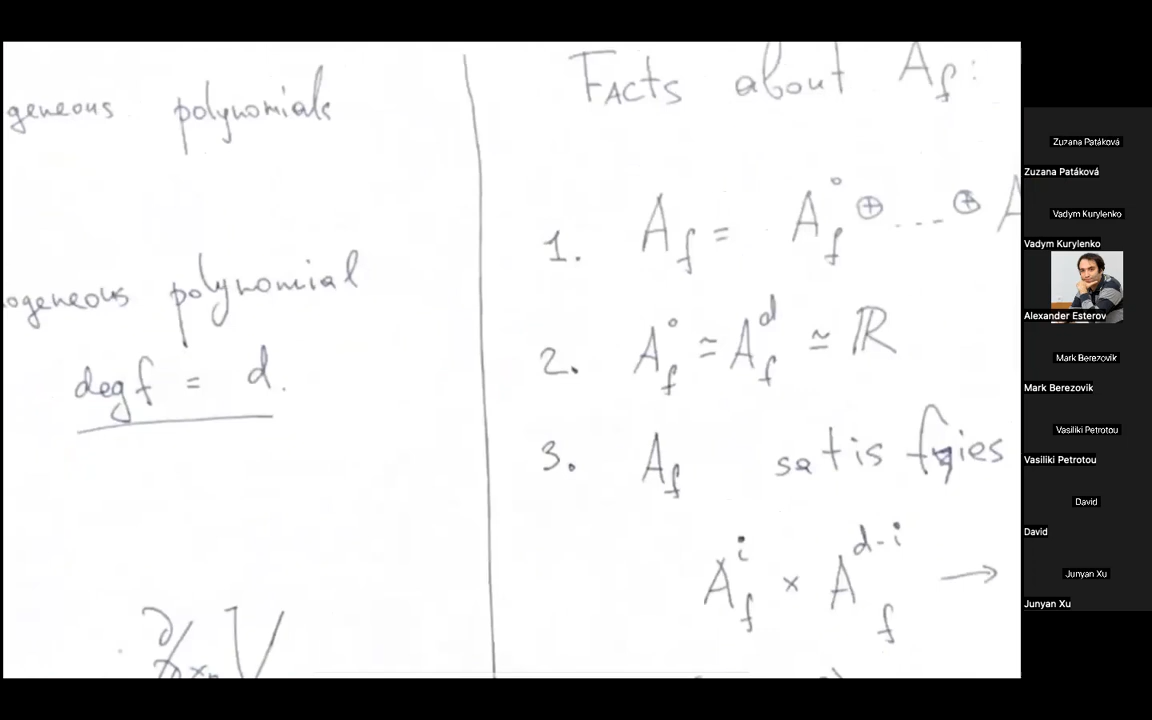 geneous polynomials
ogeneous polynomial
deg f = d.
∂/∂xₙ
Facts about A_f:
1. A_f = A_f^0 ⊕ ... ⊕ A
2. A_f^0 ≃ A_f^d ≃ ℝ
3. A_f satisfies
A_f^i × A_f^{d-i} →
Zuzana Patáková
Zuzana Patáková
Vadym Kurylenko
Vadym Kurylenko
Alexander Esterov
Mark Berezovik
Mark Berezovik
Vasiliki Petrotou
Vasiliki Petrotou
David
David
Junyan Xu
Junyan Xu